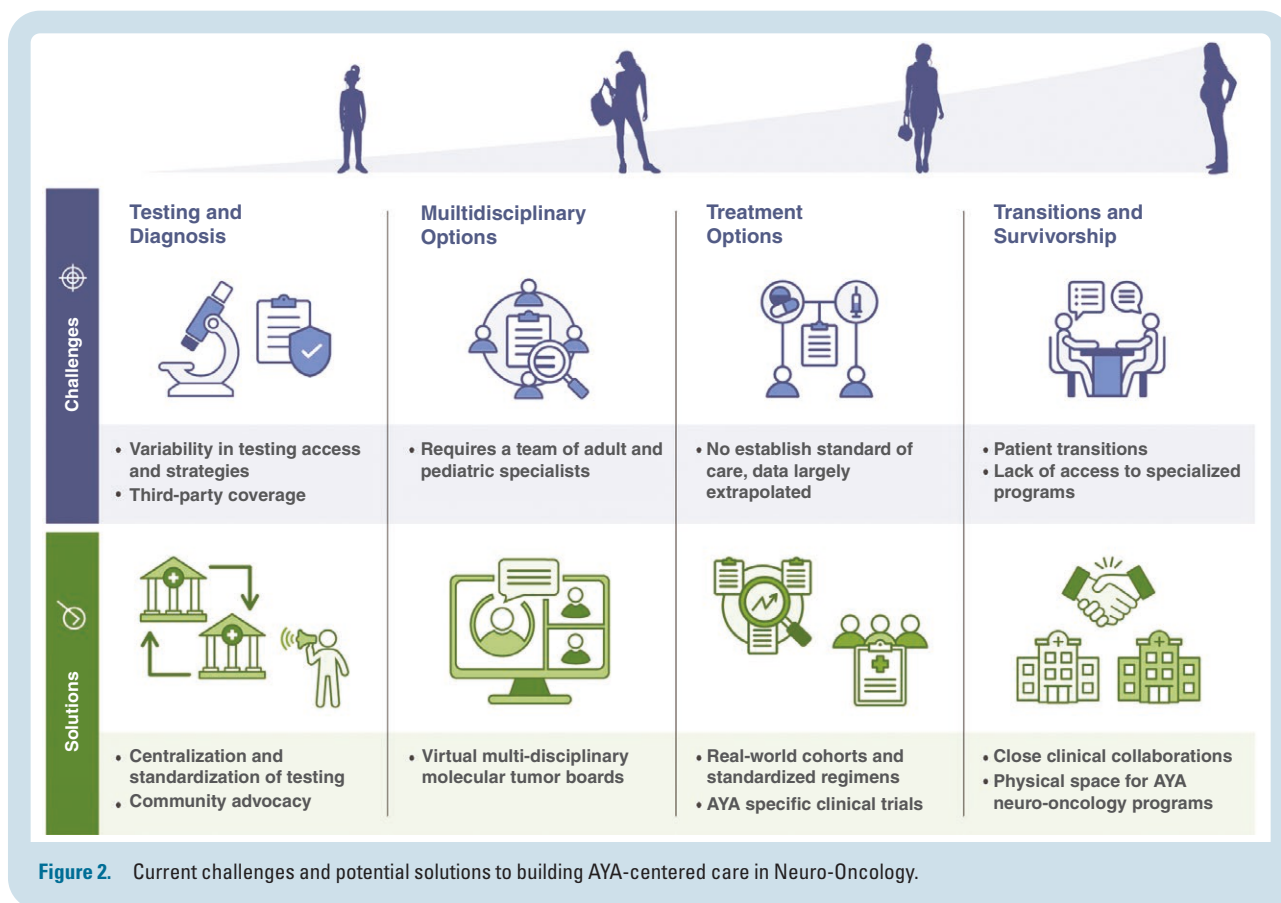 Testing and
Diagnosis
Muiltidisciplinary
Options
Treatment
Options
Transitions and
Survivorship
Challenges
• Variability in testing access
and strategies
• Third-party coverage
• Requires a team of adult and
pediatric specialists
• No establish standard of
care, data largely
extrapolated
• Patient transitions
• Lack of access to specialized
programs
Solutions
• Centralization and
standardization of testing
• Community advocacy
• Virtual multi-disciplinary
molecular tumor boards
• Real-world cohorts and
standardized regimens
• AYA specific clinical trials
• Close clinical collaborations
• Physical space for AYA
neuro-oncology programs
Figure 2. Current challenges and potential solutions to building AYA-centered care in Neuro-Oncology.